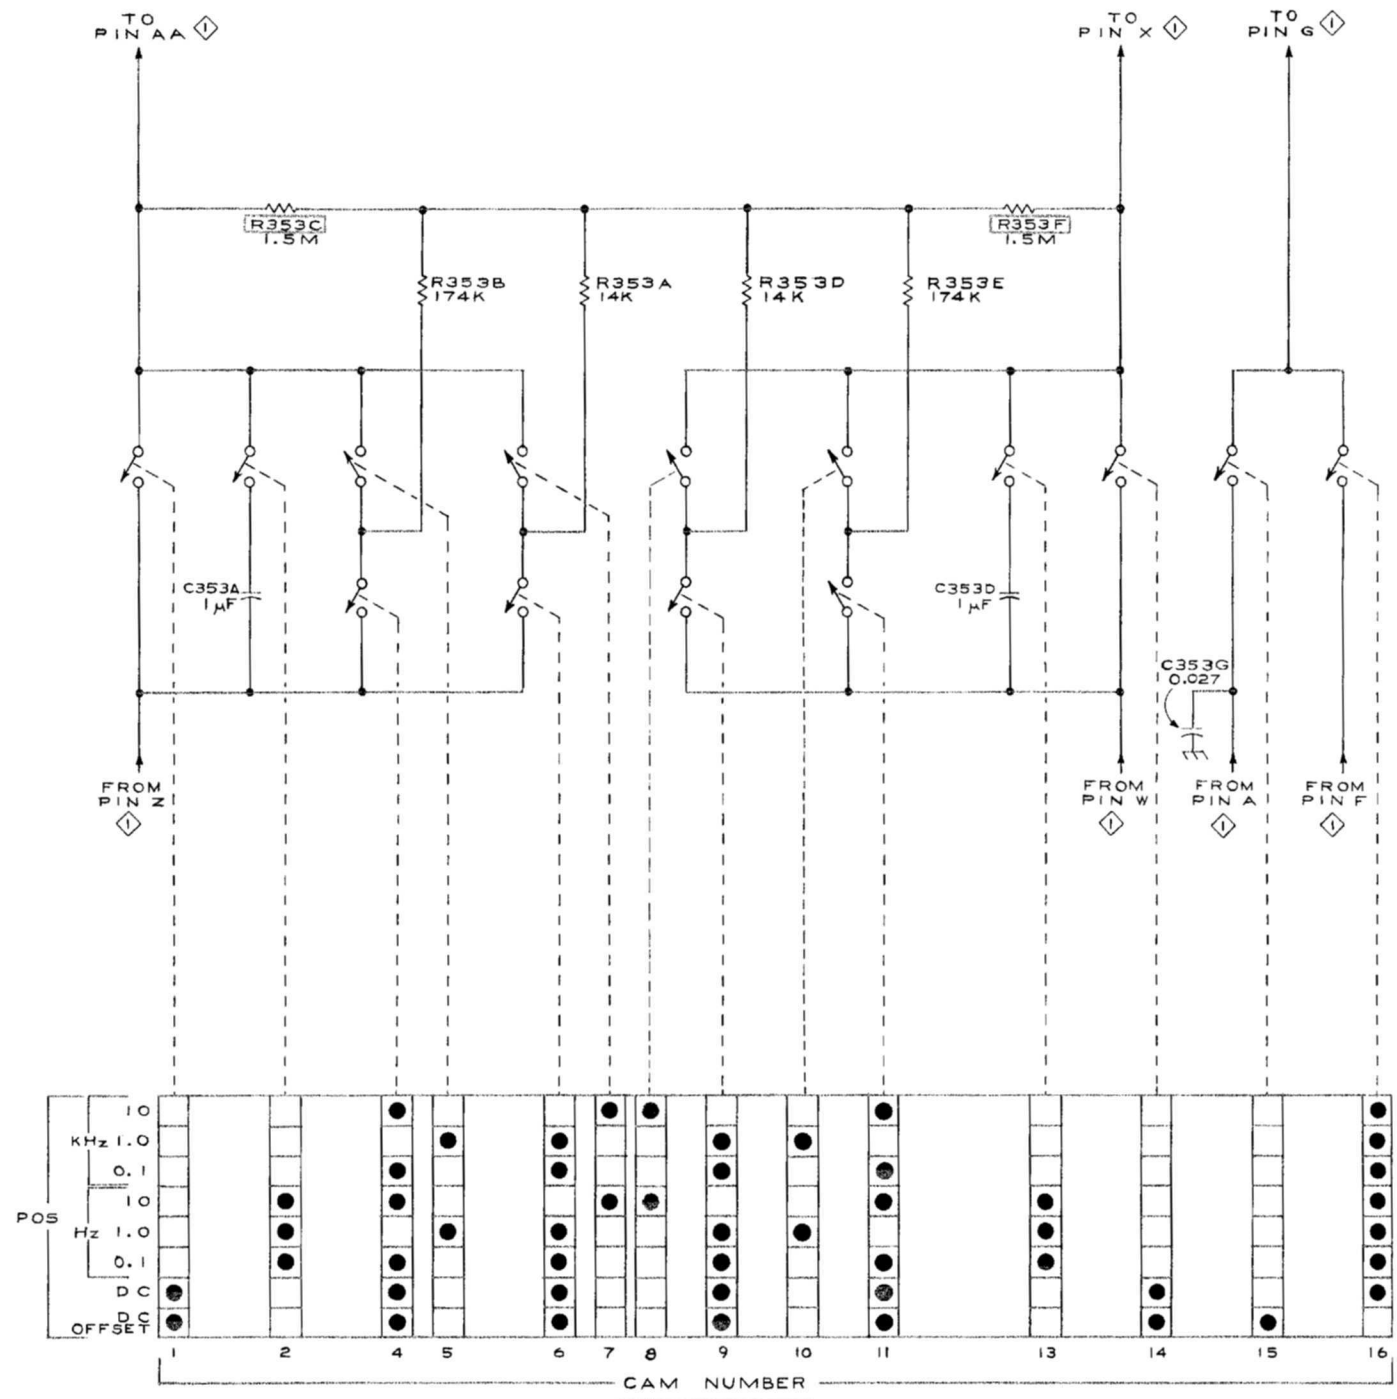 TO
PIN AA 1
TO
PIN X 1
TO
PIN G 1
R353C
1.5M
R353F
1.5M
R353B
174K
R353A
14K
R353D
14K
R353E
174K
C353A
1µF
C353D
1µF
C353G
0.027
FROM
PIN Z
1
FROM
PIN W
1
FROM
PIN A
1
FROM
PIN F
1
POS
10
KHz 1.0
0.1
10
Hz 1.0
0.1
DC
DC
OFFSET
1 2 4 5 6 7 8 9 10 11 13 14 15 16
CAM NUMBER